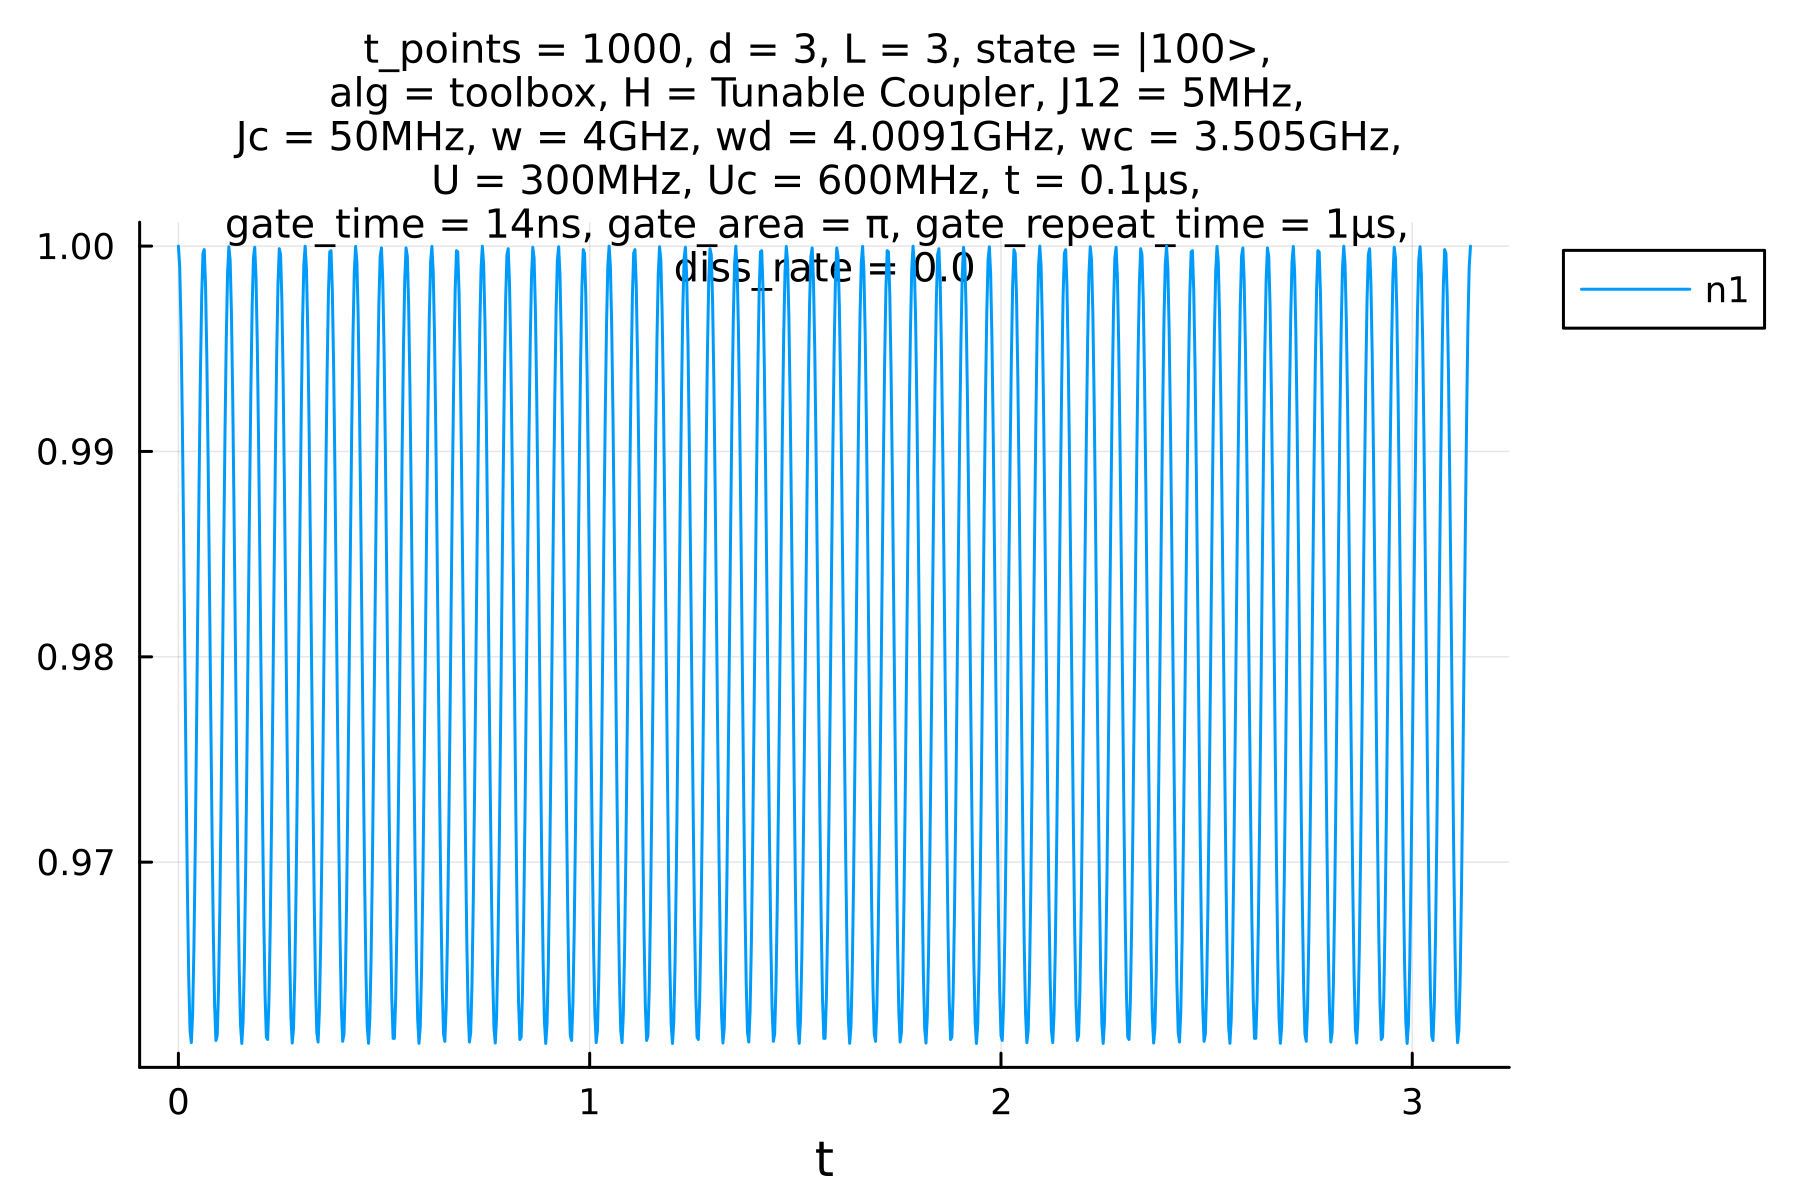 t_points = 1000, d = 3, L = 3, state = |100>,
alg = toolbox, H = Tunable Coupler, J12 = 5MHz,
Jc = 50MHz, w = 4GHz, wd = 4.0091GHz, wc = 3.505GHz,
U = 300MHz, Uc = 600MHz, t = 0.1μs,
gate_time = 14ns, gate_area = π, gate_repeat_time = 1μs,
diss_rate = 0.0
n1
1.00
0.99
0.98
0.97
0 1 2 3
t